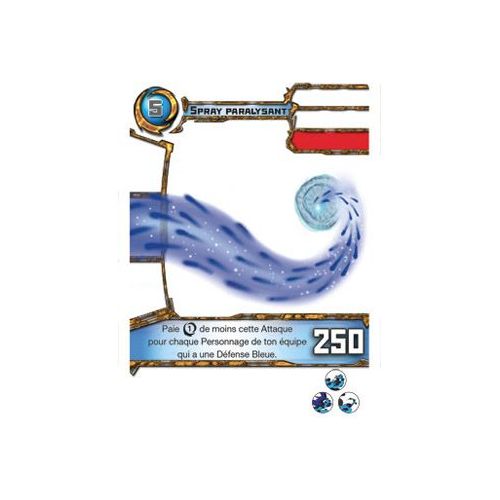 5
SPRAY PARALYSANT
Paie 1 de moins cette Attaque
pour chaque Personnage de ton équipe
qui a une Défense Bleue.
250